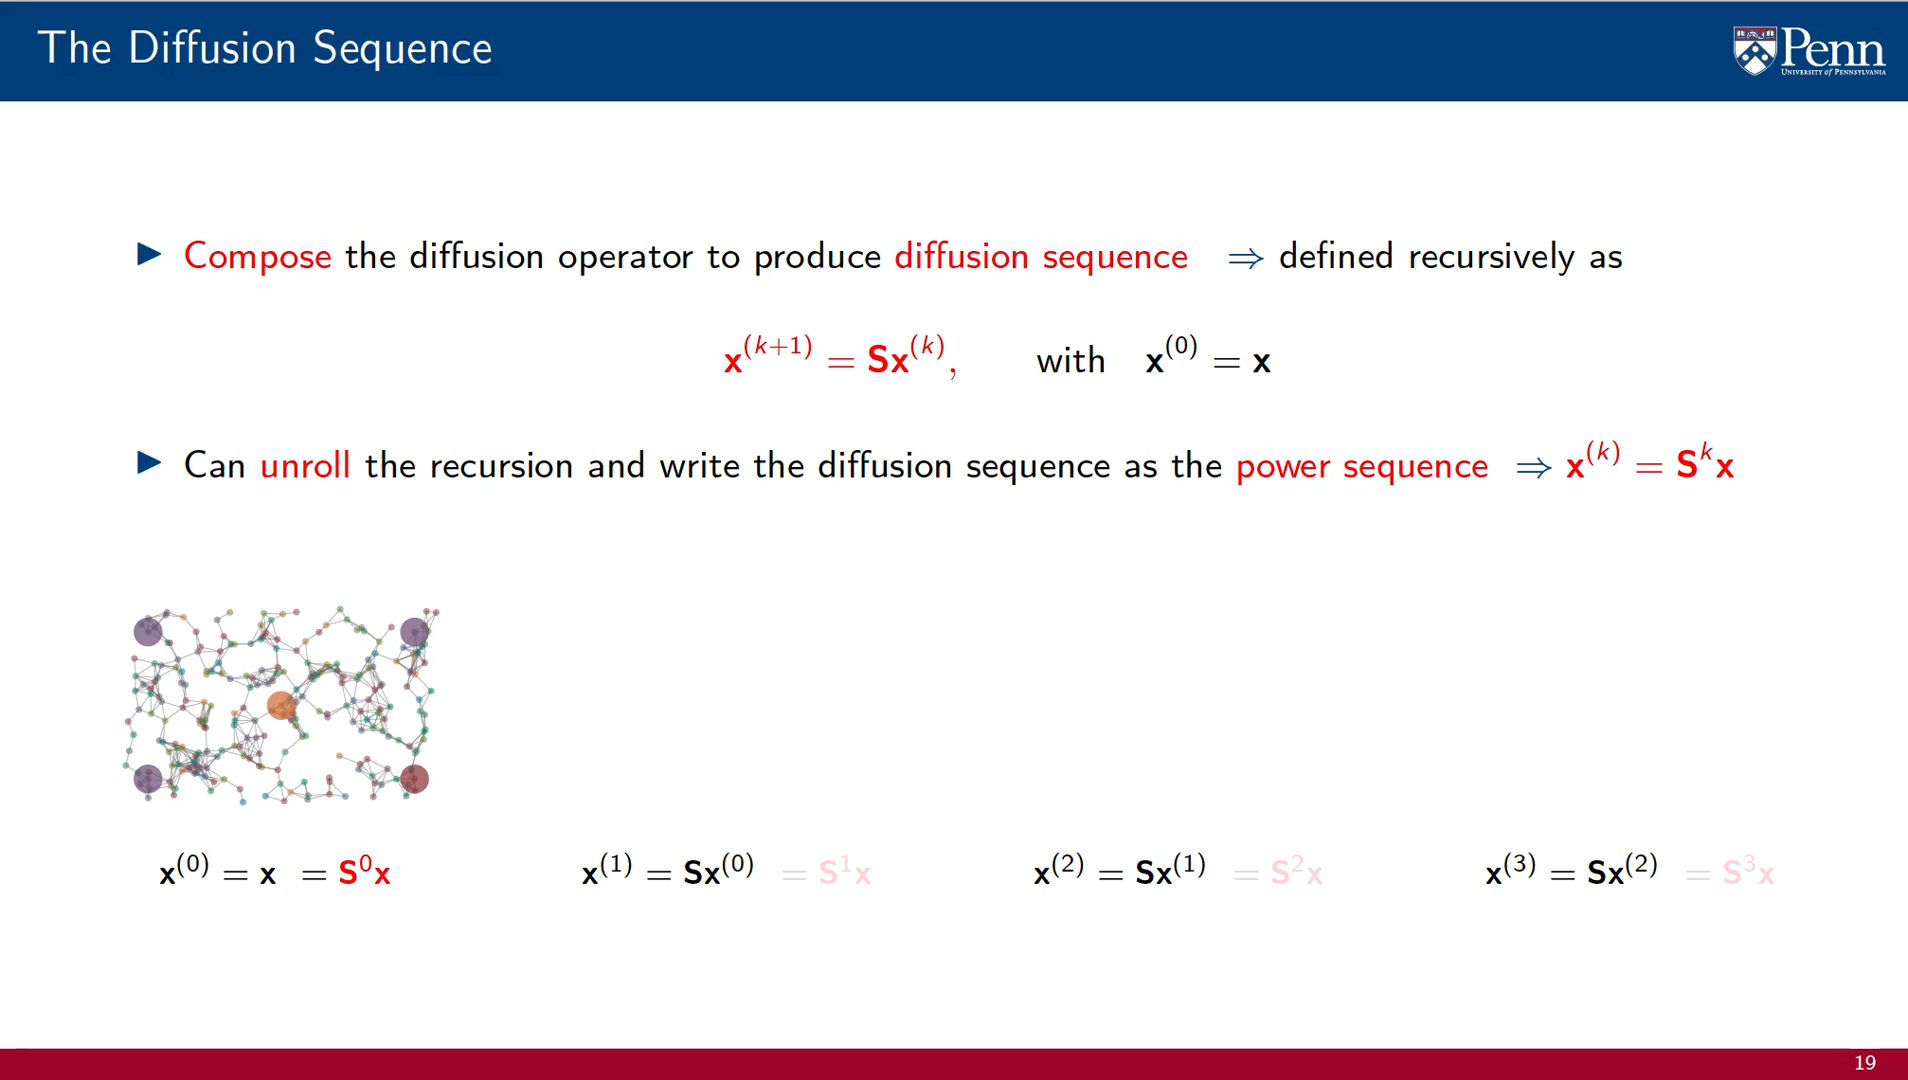 The Diffusion Sequence
Penn
UNIVERSITY of PENNSYLVANIA
▶ Compose the diffusion operator to produce diffusion sequence ⇒ defined recursively as
x^(k+1) = Sx^(k), with x^(0) = x
▶ Can unroll the recursion and write the diffusion sequence as the power sequence ⇒ x^(k) = S^k x
x^(0) = x = S^0 x x^(1) = Sx^(0) = S^1 x x^(2) = Sx^(1) = S^2 x x^(3) = Sx^(2) = S^3 x
19